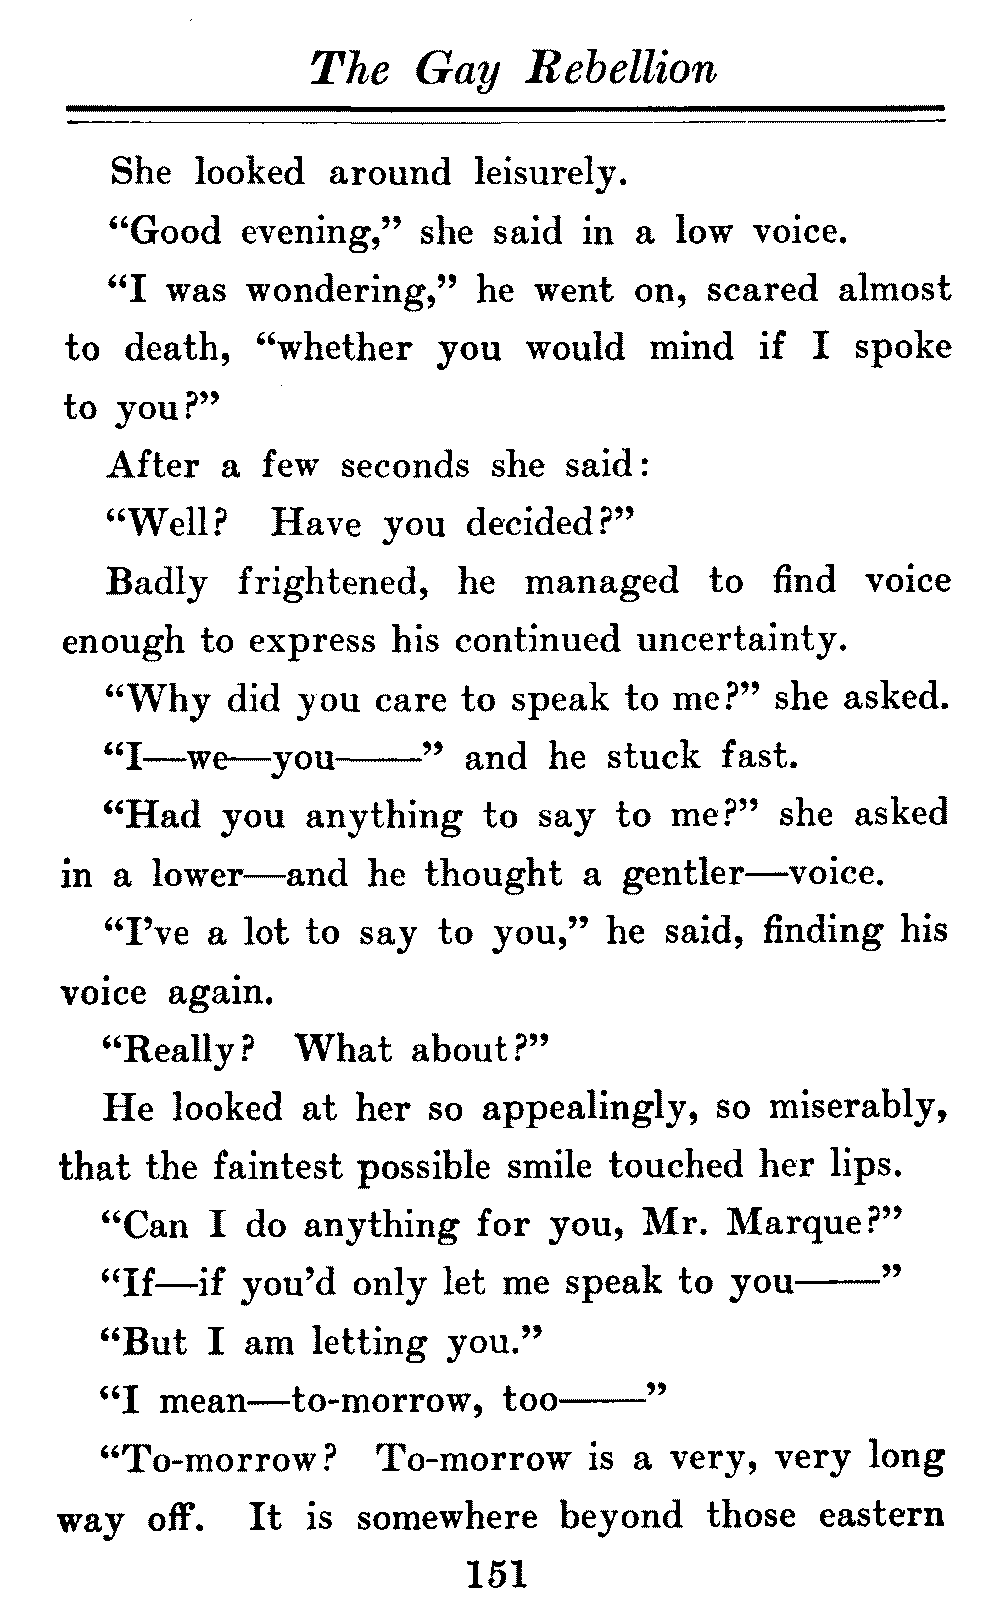 The Gay Rebellion
She looked around leisurely.
“Good evening,” she said in a low voice.
“I was wondering,” he went on, scared almost
to death, “whether you would mind if I spoke
to you?”
After a few seconds she said:
“Well? Have you decided?”
Badly frightened, he managed to find voice
enough to express his continued uncertainty.
“Why did you care to speak to me?” she asked.
“I—we—you——” and he stuck fast.
“Had you anything to say to me?” she asked
in a lower—and he thought a gentler—voice.
“I’ve a lot to say to you,” he said, finding his
voice again.
“Really? What about?”
He looked at her so appealingly, so miserably,
that the faintest possible smile touched her lips.
“Can I do anything for you, Mr. Marque?”
“If—if you’d only let me speak to you——”
“But I am letting you.”
“I mean—to-morrow, too——”
“To-morrow? To-morrow is a very, very long
way off. It is somewhere beyond those eastern
151